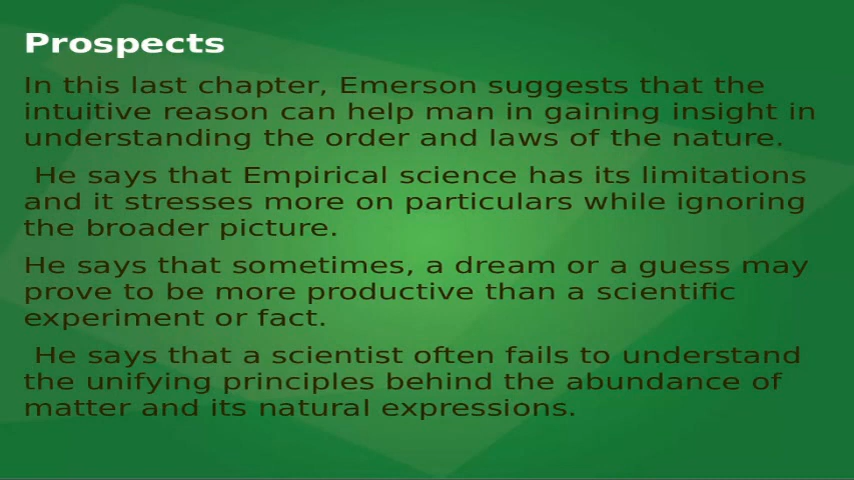 Prospects
In this last chapter, Emerson suggests that the
intuitive reason can help man in gaining insight in
understanding the order and laws of the nature.
He says that Empirical science has its limitations
and it stresses more on particulars while ignoring
the broader picture.
He says that sometimes, a dream or a guess may
prove to be more productive than a scientific
experiment or fact.
He says that a scientist often fails to understand
the unifying principles behind the abundance of
matter and its natural expressions.